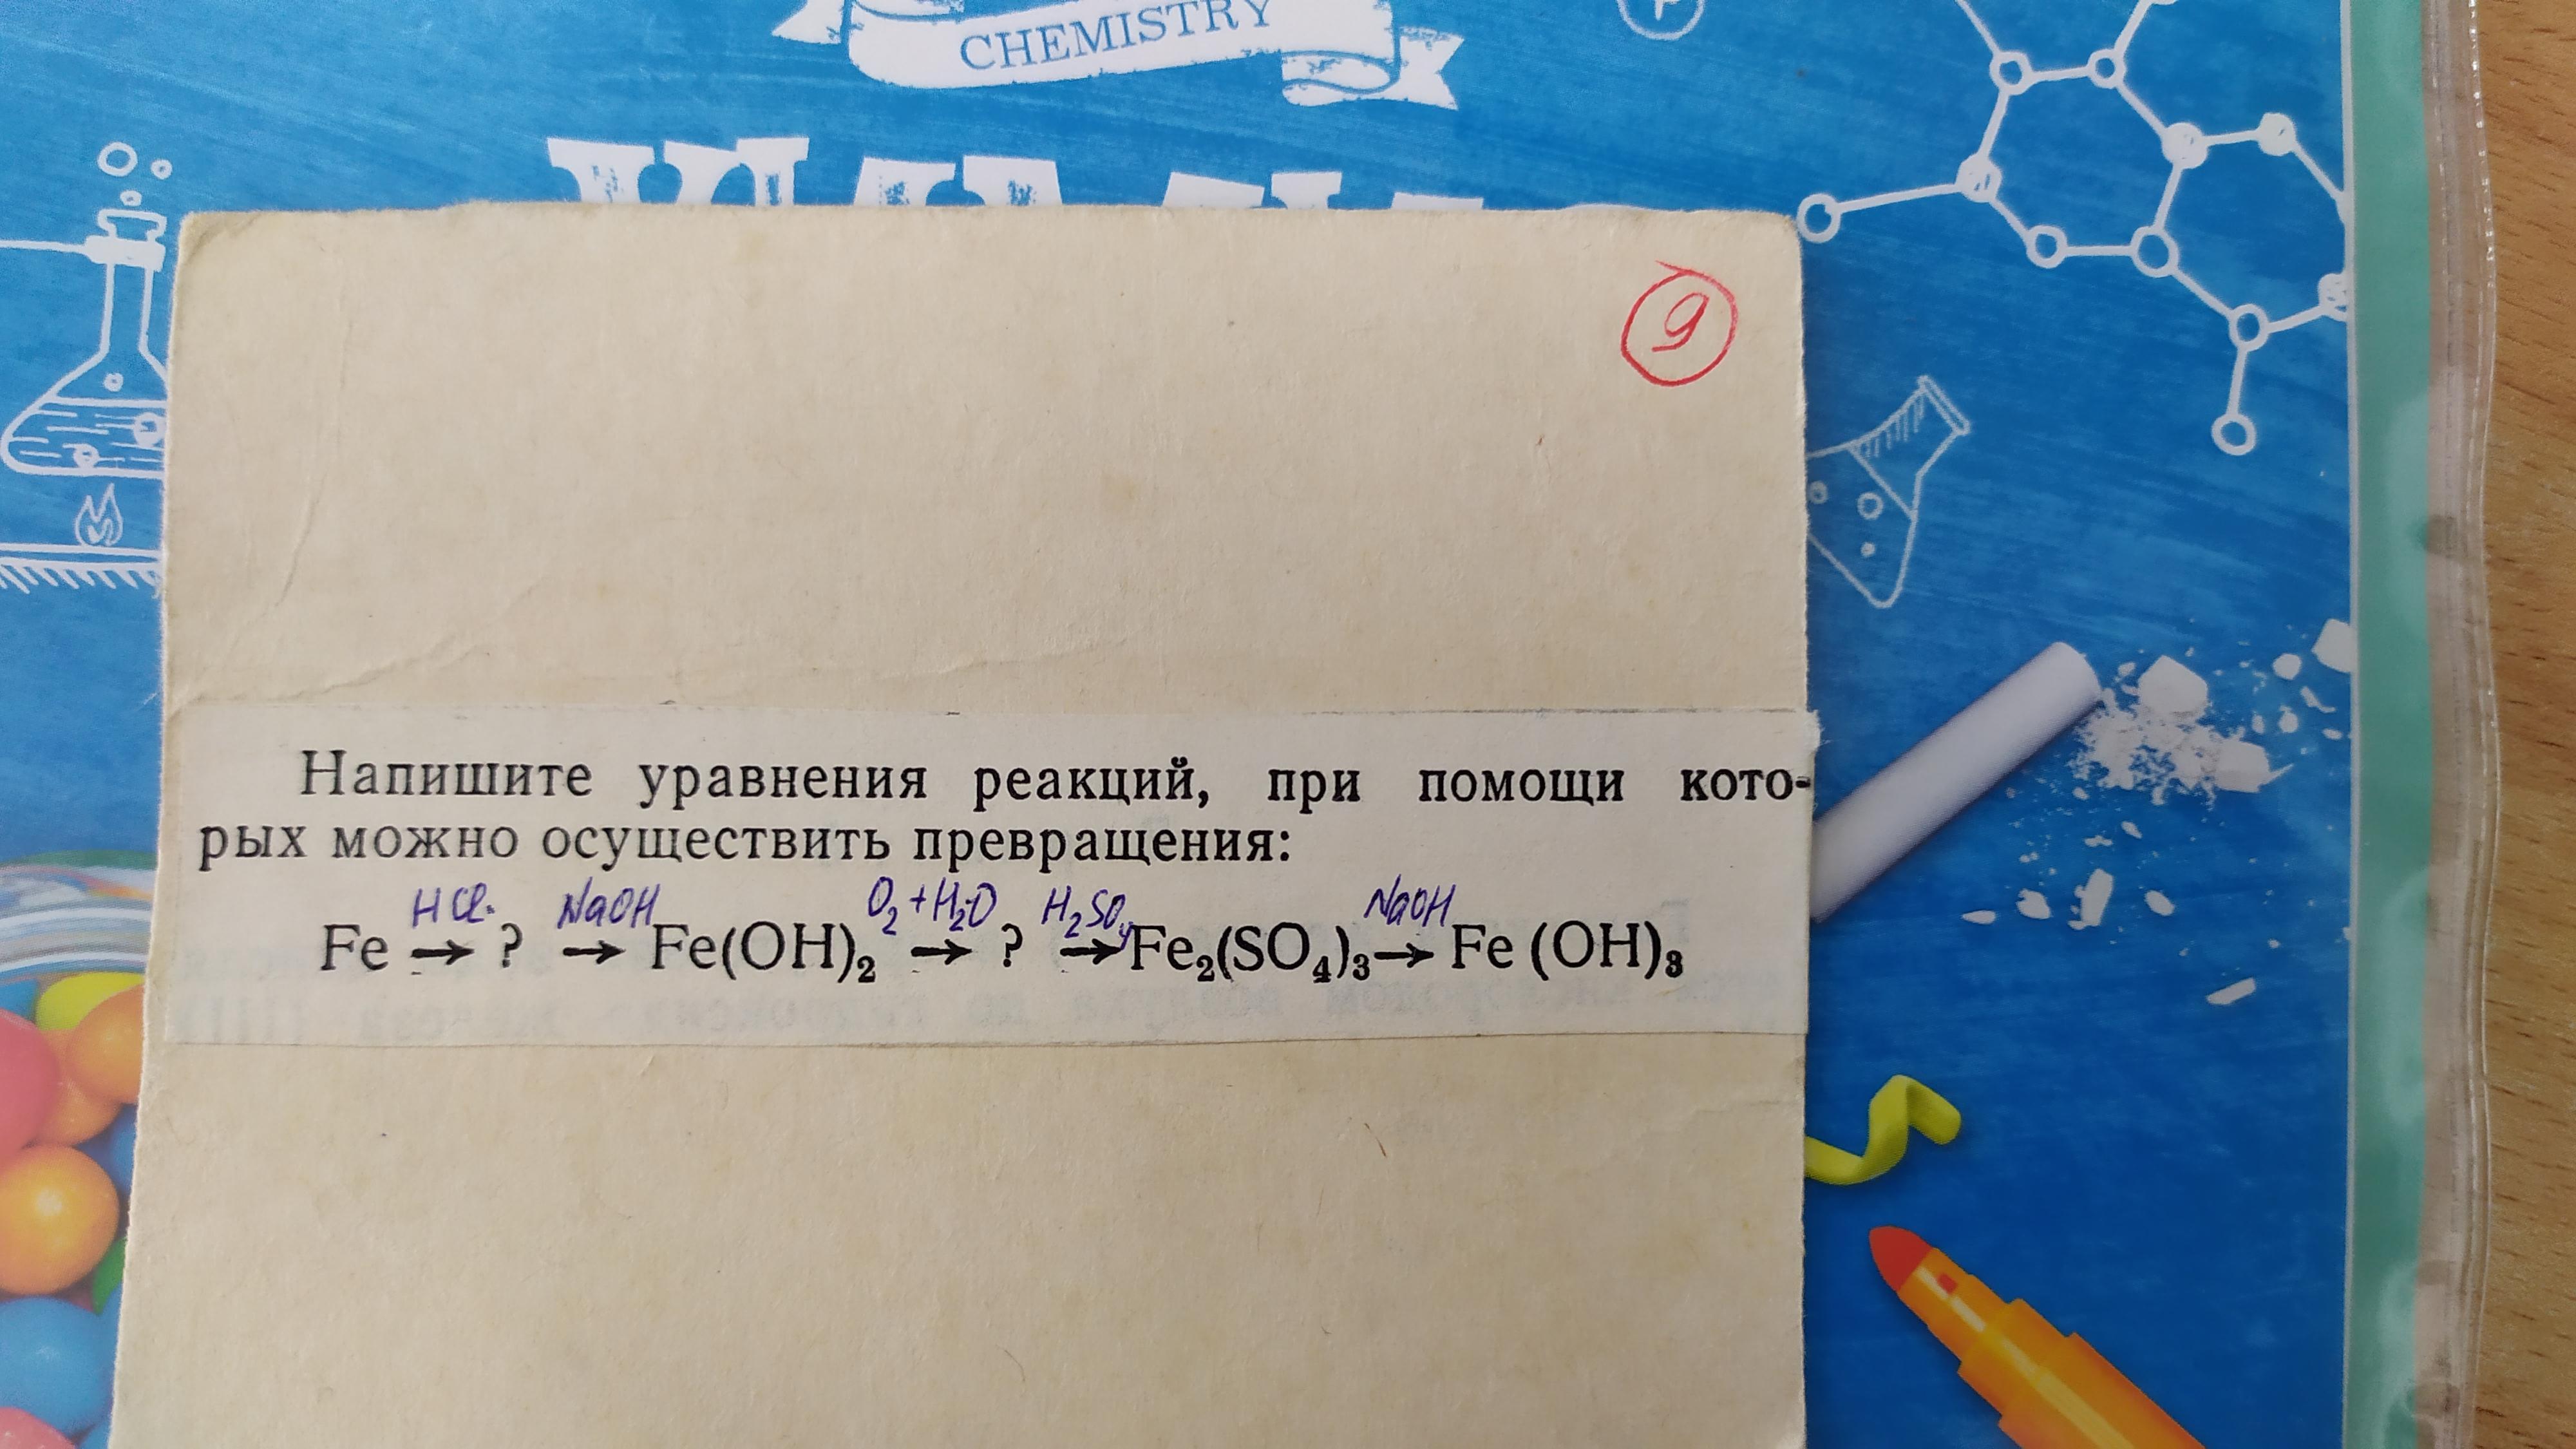 CHEMISTRY
9
Напишите уравнения реакций, при помощи кото-
рых можно осуществить превращения:
HCl. NaOH O₂+H₂O H₂SO₄ NaOH
Fe → ? → Fe(OH)₂ → ? → Fe₂(SO₄)₃ → Fe (OH)₃